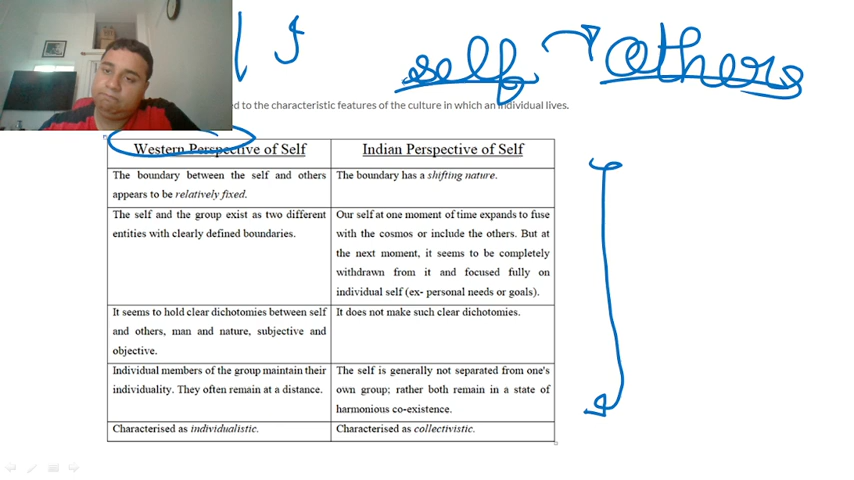 self others
ed to the characteristic features of the culture in which an individual lives.
Western Perspective of Self
Indian Perspective of Self
The boundary between the self and others
appears to be relatively fixed.
The boundary has a shifting nature.
The self and the group exist as two different
entities with clearly defined boundaries.
Our self at one moment of time expands to fuse
with the cosmos or include the others. But at
the next moment, it seems to be completely
withdrawn from it and focused fully on
individual self (ex- personal needs or goals).
It seems to hold clear dichotomies between self
and others, man and nature, subjective and
objective.
It does not make such clear dichotomies.
Individual members of the group maintain their
individuality. They often remain at a distance.
The self is generally not separated from one's
own group; rather both remain in a state of
harmonious co-existence.
Characterised as individualistic.
Characterised as collectivistic.